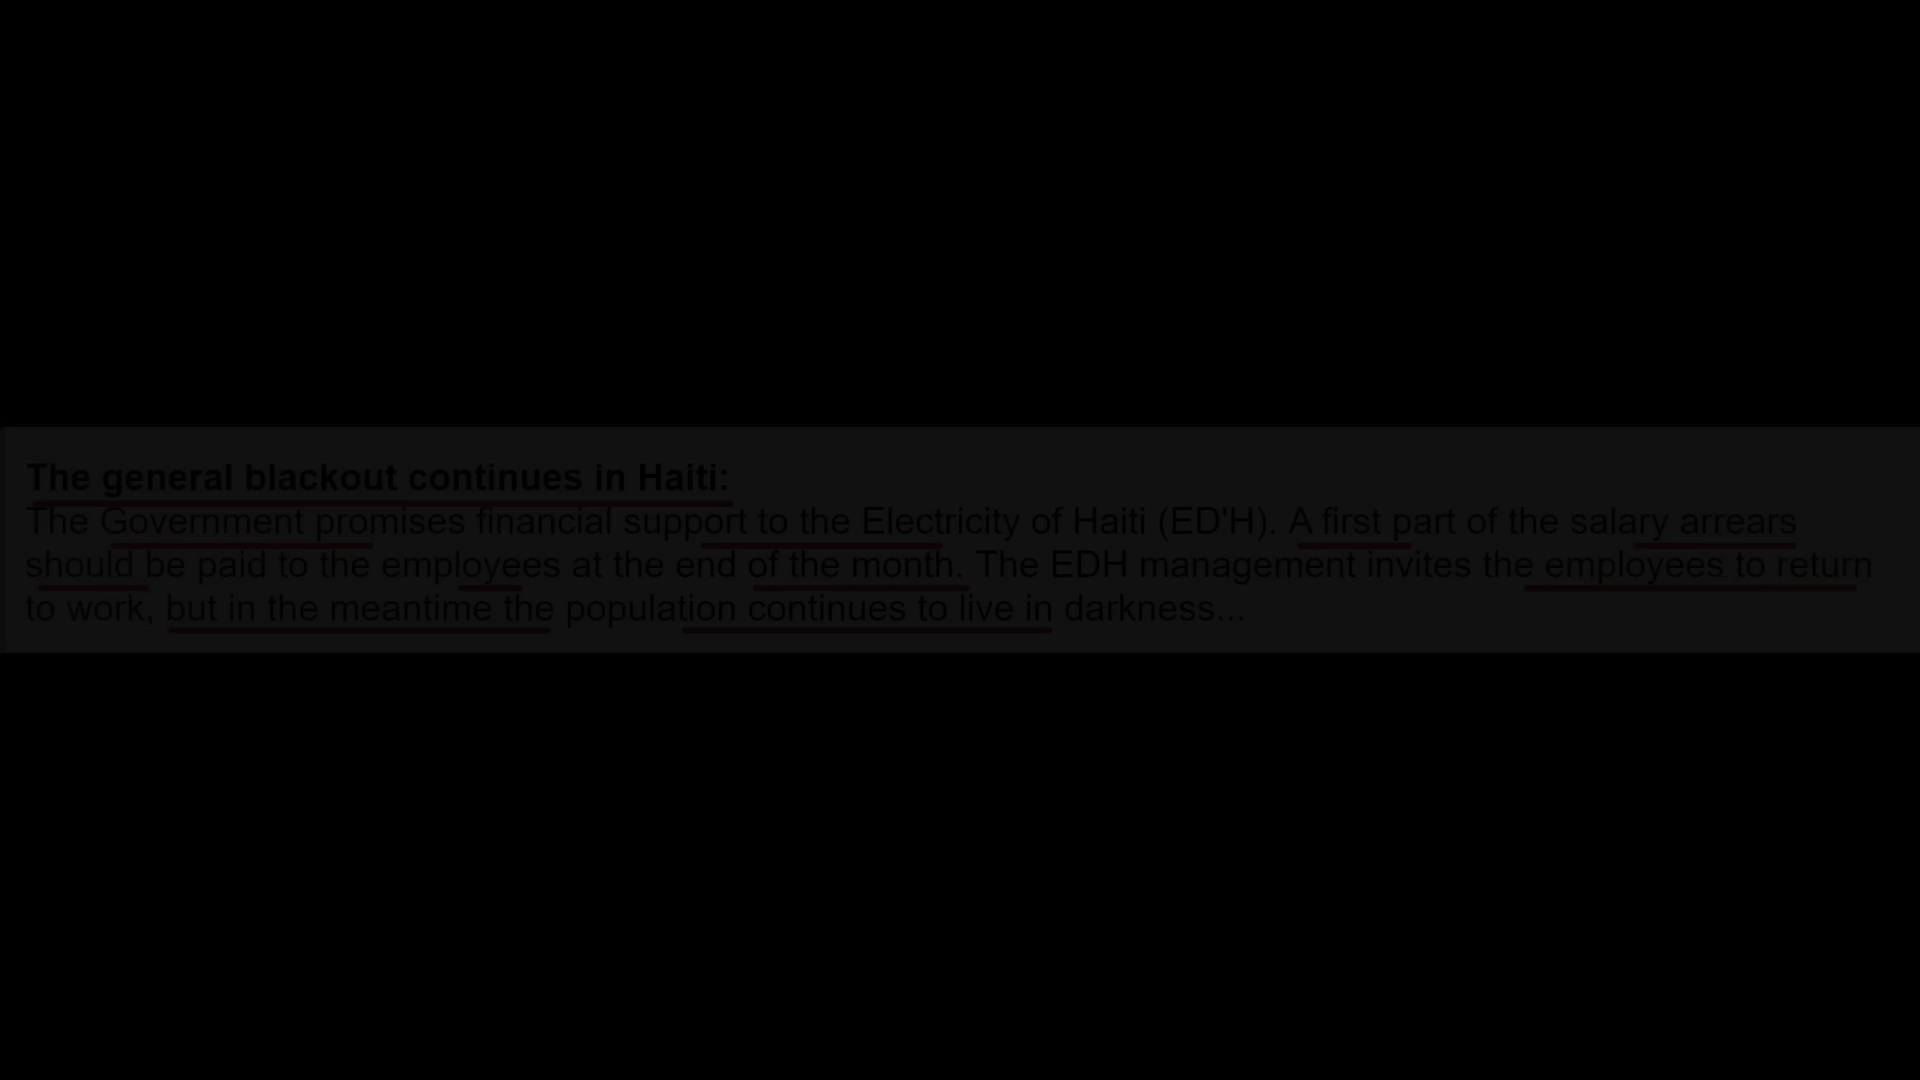 The general blackout continues in Haiti:
The Government promises financial support to the Electricity of Haiti (ED'H). A first part of the salary arrears
should be paid to the employees at the end of the month. The EDH management invites the employees to return
to work, but in the meantime the population continues to live in darkness...